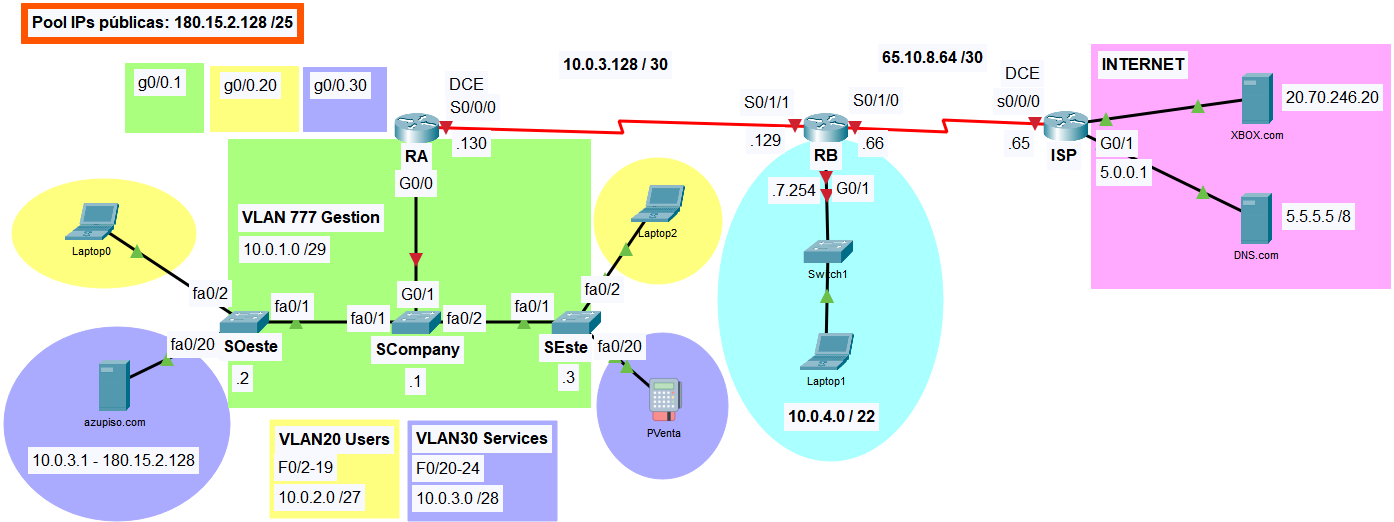 Pool IPs públicas: 180.15.2.128 /25
g0/0.1
g0/0.20
g0/0.30
10.0.3.128 / 30
65.10.8.64 /30
INTERNET
DCE
S0/0/0
.130
RA
G0/0
S0/1/1
.129
RB
S0/1/0
.66
DCE
s0/0/0
.65
ISP
G0/1
5.0.0.1
20.70.246.20
XBOX.com
5.5.5.5 /8
DNS.com
.7.254
G0/1
Switch1
Laptop1
10.0.4.0 / 22
VLAN 777 Gestion
10.0.1.0 /29
Laptop0
fa0/2
fa0/1
fa0/20
SOeste
.2
G0/1
fa0/1
fa0/2
SCompany
.1
fa0/1
fa0/2
fa0/20
SEste
.3
Laptop2
PVenta
azupiso.com
10.0.3.1 - 180.15.2.128
VLAN20 Users
F0/2-19
10.0.2.0 /27
VLAN30 Services
F0/20-24
10.0.3.0 /28